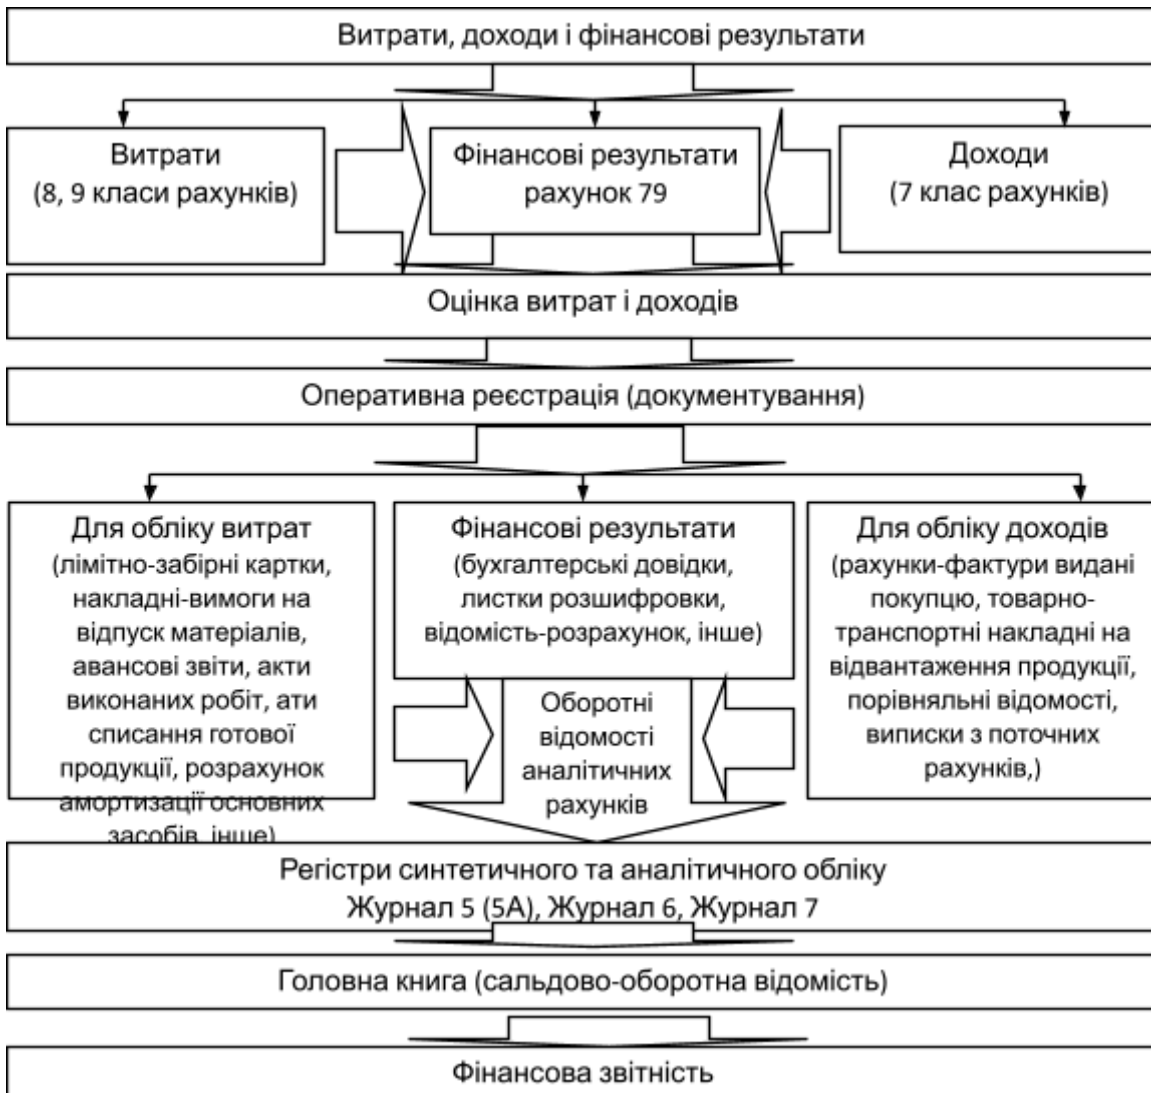 Витрати, доходи і фінансові результати
Витрати
(8, 9 класи рахунків)
Фінансові результати
рахунок 79
Доходи
(7 клас рахунків)
Оцінка витрат і доходів
Оперативна реєстрація (документування)
Для обліку витрат
(лімітно-забірні картки,
накладні-вимоги на
відпуск матеріалів,
авансові звіти, акти
виконаних робіт, ати
списання готової
продукції, розрахунок
амортизації основних
засобів, інше)
Фінансові результати
(бухгалтерські довідки,
листки розшифровки,
відомість-розрахунок, інше)
Для обліку доходів
(рахунки-фактури видані
покупцю, товарно-
транспортні накладні на
відвантаження продукції,
порівняльні відомості,
виписки з поточних
рахунків,)
Оборотні
відомості
аналітичних
рахунків
Регістри синтетичного та аналітичного обліку
Журнал 5 (5А), Журнал 6, Журнал 7
Головна книга (сальдово-оборотна відомість)
Фінансова звітність